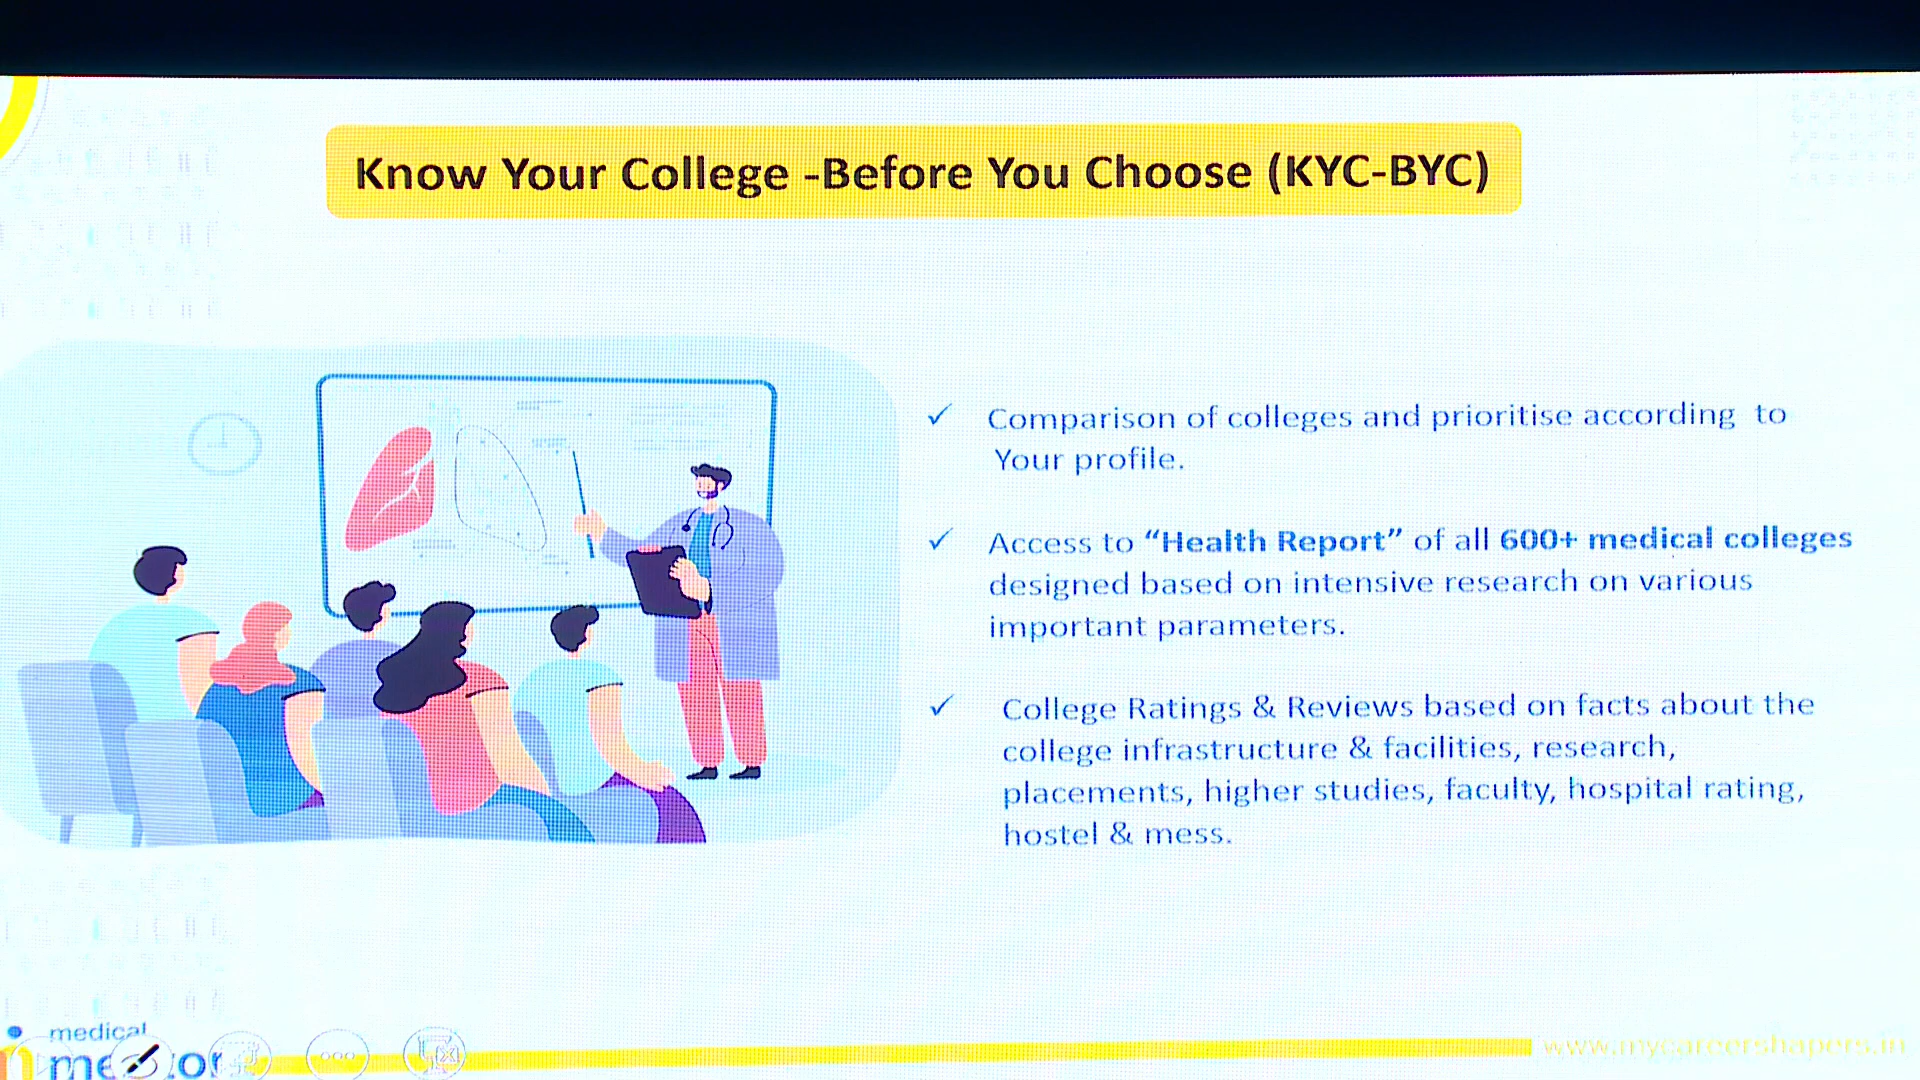 Know Your College -Before You Choose (KYC-BYC)
✓ Comparison of colleges and prioritise according to
Your profile.
✓ Access to “Health Report” of all 600+ medical colleges
designed based on intensive research on various
important parameters.
✓ College Ratings & Reviews based on facts about the
college infrastructure & facilities, research,
placements, higher studies, faculty, hospital rating,
hostel & mess.
medical
www.mycareershapers.in